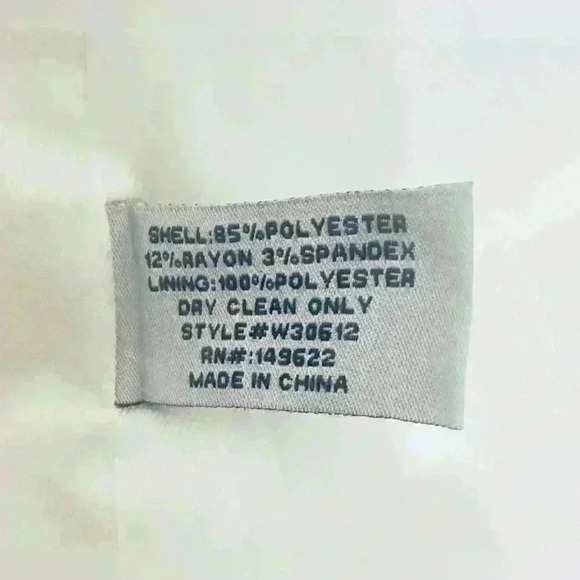 SHELL:85%POLYESTER
12%RAYON 3%SPANDEX
LINING:100%POLYESTER
DRY CLEAN ONLY
STYLE#W30612
RN#:149622
MADE IN CHINA